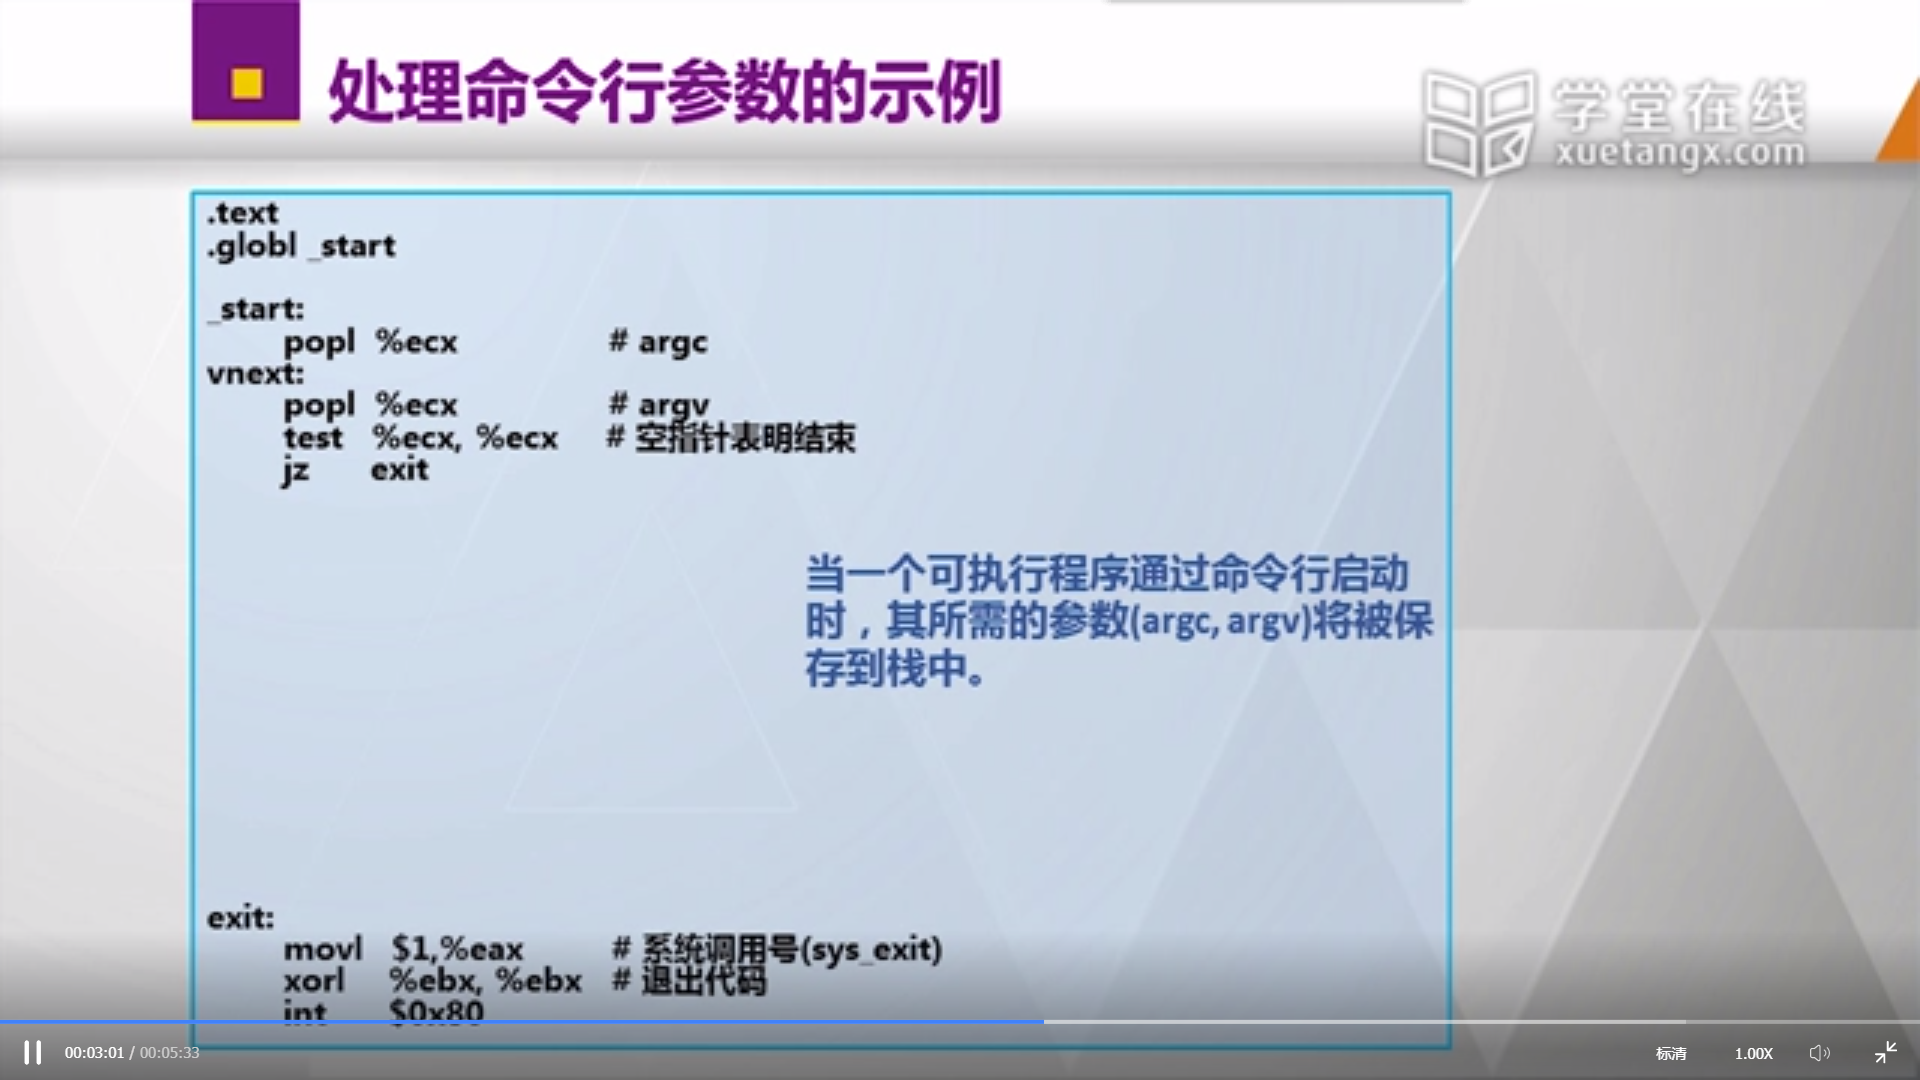 处理命令行参数的示例
学堂在线
xuetangx.com
.text
.globl _start
_start:
popl %ecx # argc
vnext:
popl %ecx # argv
test %ecx, %ecx # 空指针表明结束
jz exit
当一个可执行程序通过命令行启动
时，其所需的参数(argc, argv)将被保
存到栈中。
exit:
movl $1,%eax # 系统调用号(sys_exit)
xorl %ebx, %ebx # 退出代码
int $0x80
00:03:01 / 00:05:33
标清
1.00X